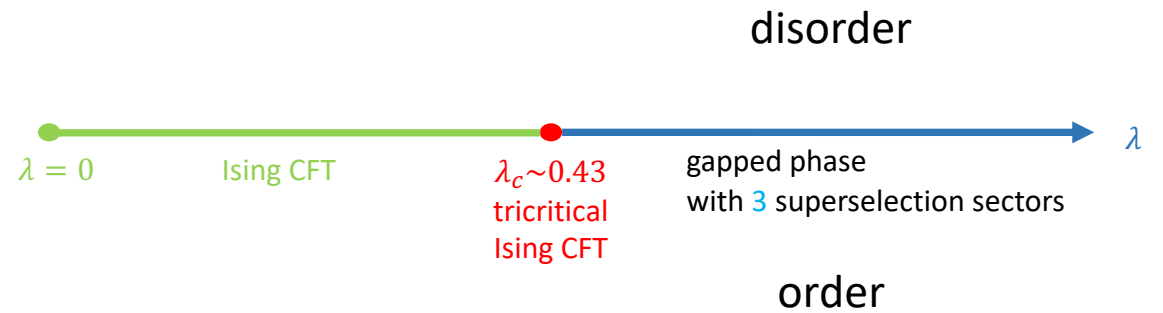 disorder
λ
λ = 0
Ising CFT
λc~0.43
tricritical
Ising CFT
gapped phase
with 3 superselection sectors
order